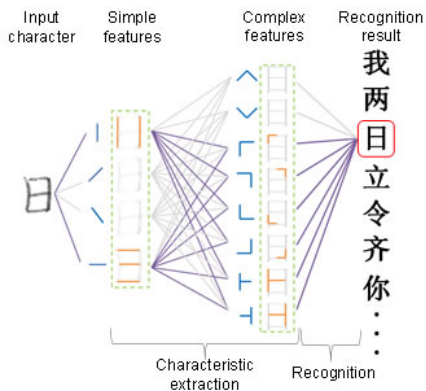 Input character
Simple features
Complex features
Recognition result
日
我
两
日
立
令
齐
你
⋮
Characteristic extraction
Recognition